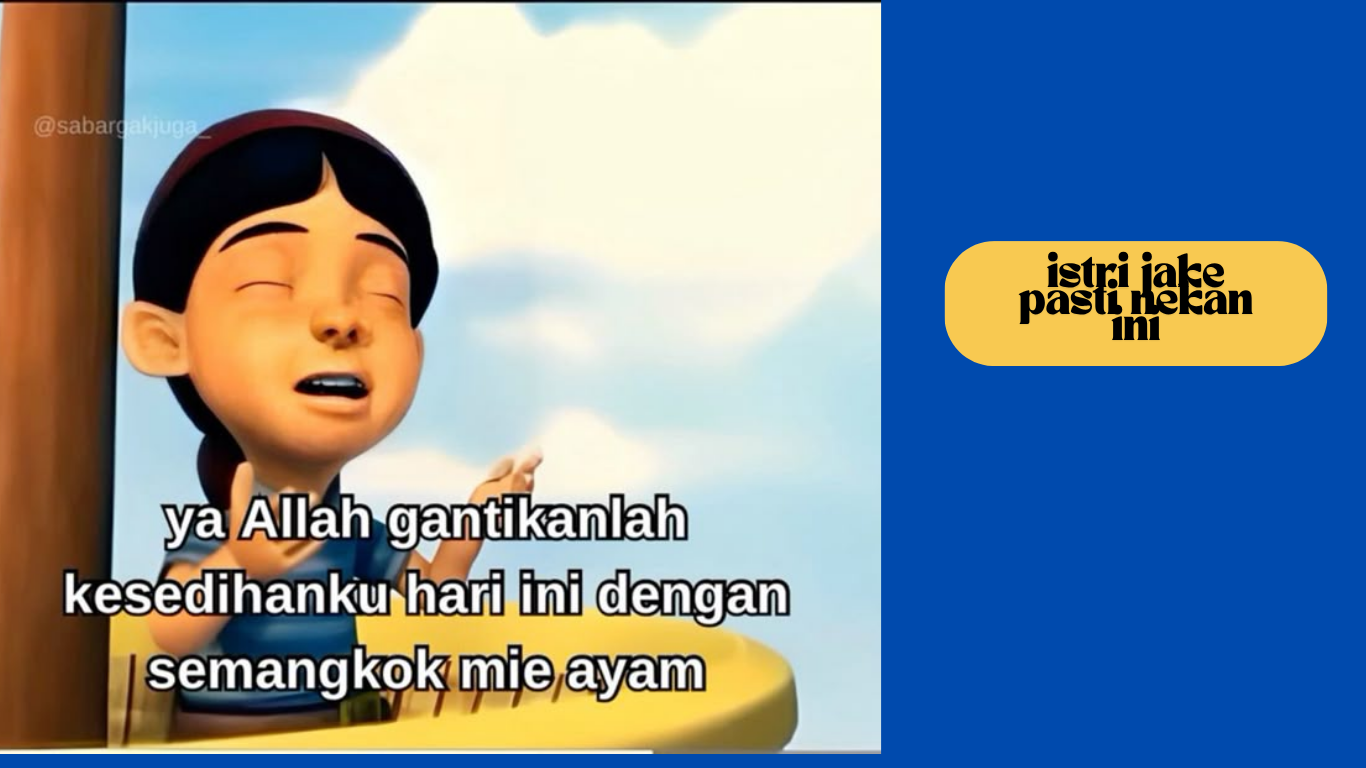 @sabargakjuga_
ya Allah gantikanlah
kesedihanku hari ini dengan
semangkok mie ayam
istri jake
pasti nekan
ini